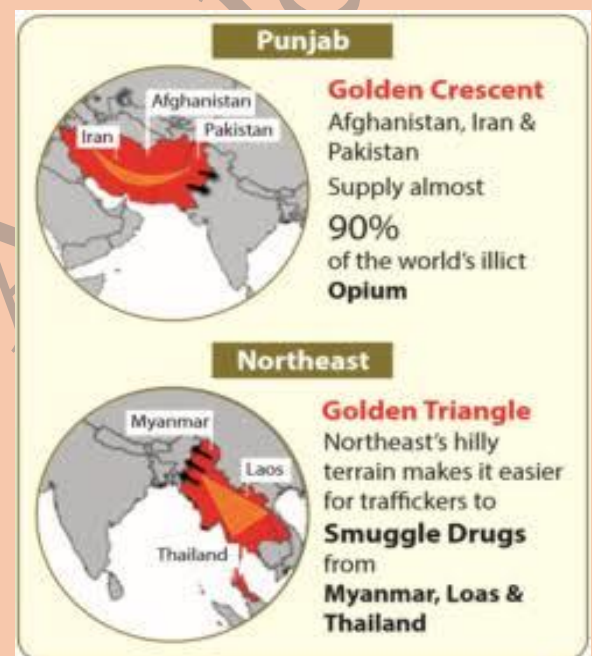 Punjab
Afghanistan
Iran
Pakistan
Golden Crescent
Afghanistan, Iran &
Pakistan
Supply almost
90%
of the world's illict
Opium
Northeast
Myanmar
Laos
Thailand
Golden Triangle
Northeast's hilly
terrain makes it easier
for traffickers to
Smuggle Drugs
from
Myanmar, Loas &
Thailand